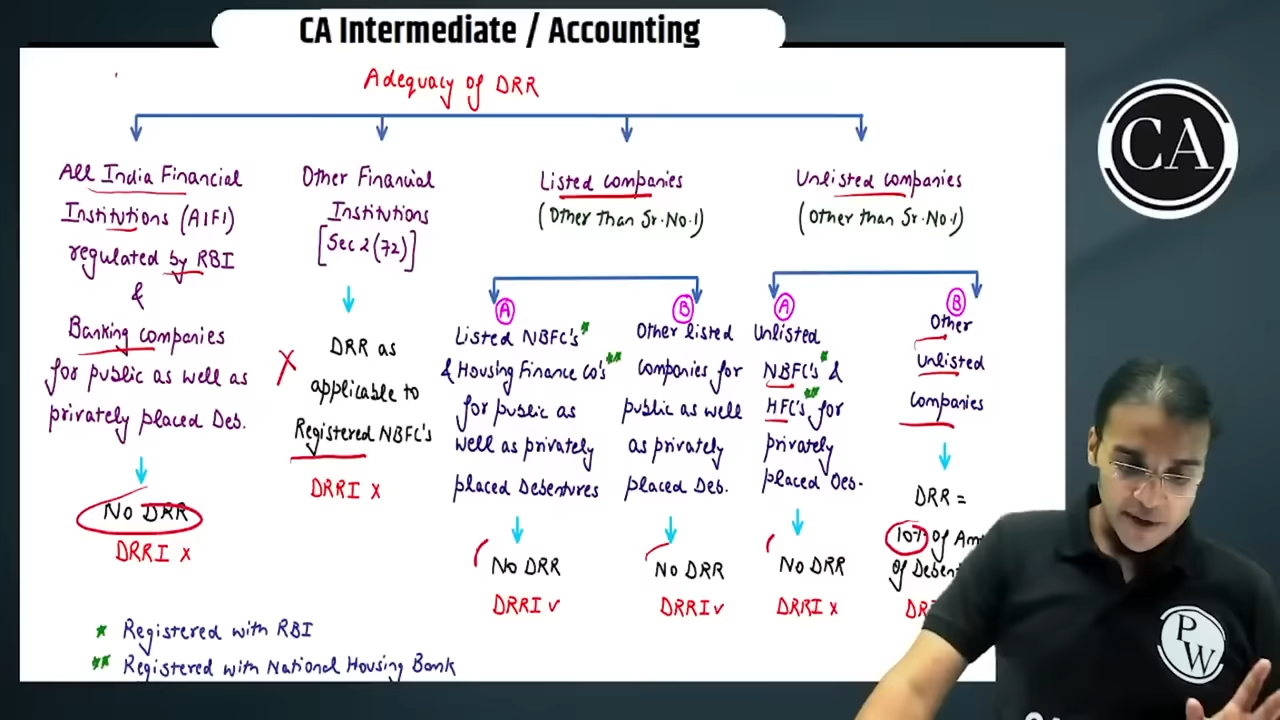 CA Intermediate / Accounting
CA
Adequacy of DRR
All India Financial
Institutions (AIFI)
regulated by RBI
&
Banking companies
for public as well as
privately placed Deb.
No DRR
DRRI x
Other Financial
Institutions
[Sec 2 (72)]
X
DRR as
applicable to
Registered NBFC's
DRRI x
Listed companies
(Other than Sr. No. 1)
A
Listed NBFC's*
& Housing Finance Co's**
for public as
well as privately
placed Debentures
No DRR
DRRI ✓
B
Other listed
companies for
public as well
as privately
placed Deb.
No DRR
DRRI ✓
Unlisted companies
(Other than Sr. No. 1)
A
Unlisted
NBFC's* &
HFC's** for
privately
placed Deb.
No DRR
DRRI x
B
Other
Unlisted
companies
DRR =
10% of
of
* Registered with RBI
** Registered with National Housing Bank
PW